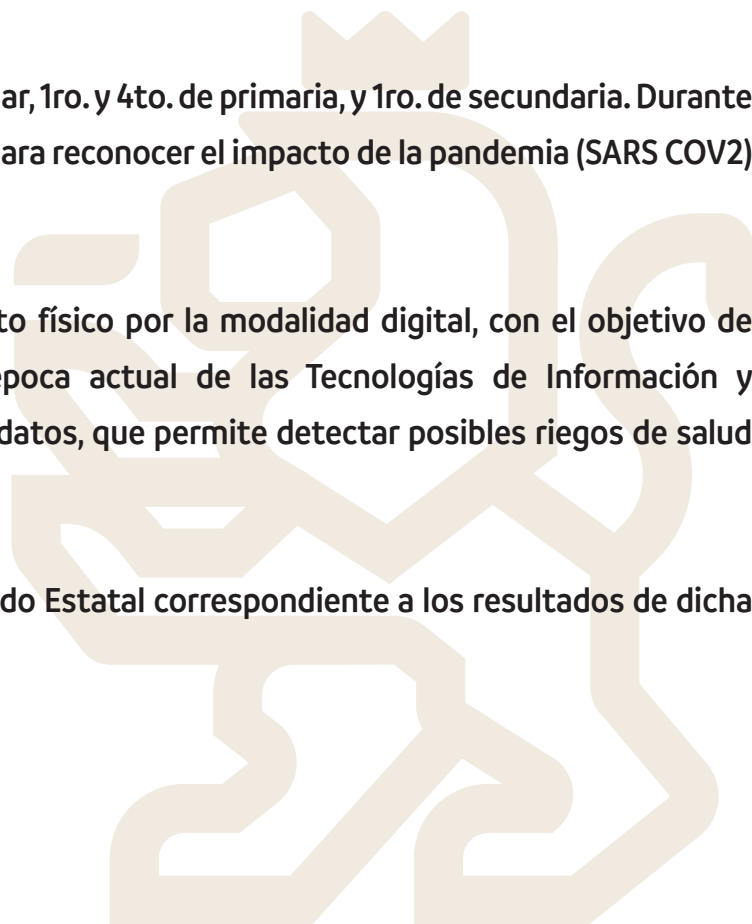 ar, 1ro. y 4to. de primaria, y 1ro. de secundaria. Durante
ara reconocer el impacto de la pandemia (SARS COV2)
to físico por la modalidad digital, con el objetivo de
época actual de las Tecnologías de Información y
datos, que permite detectar posibles riegos de salud
do Estatal correspondiente a los resultados de dicha